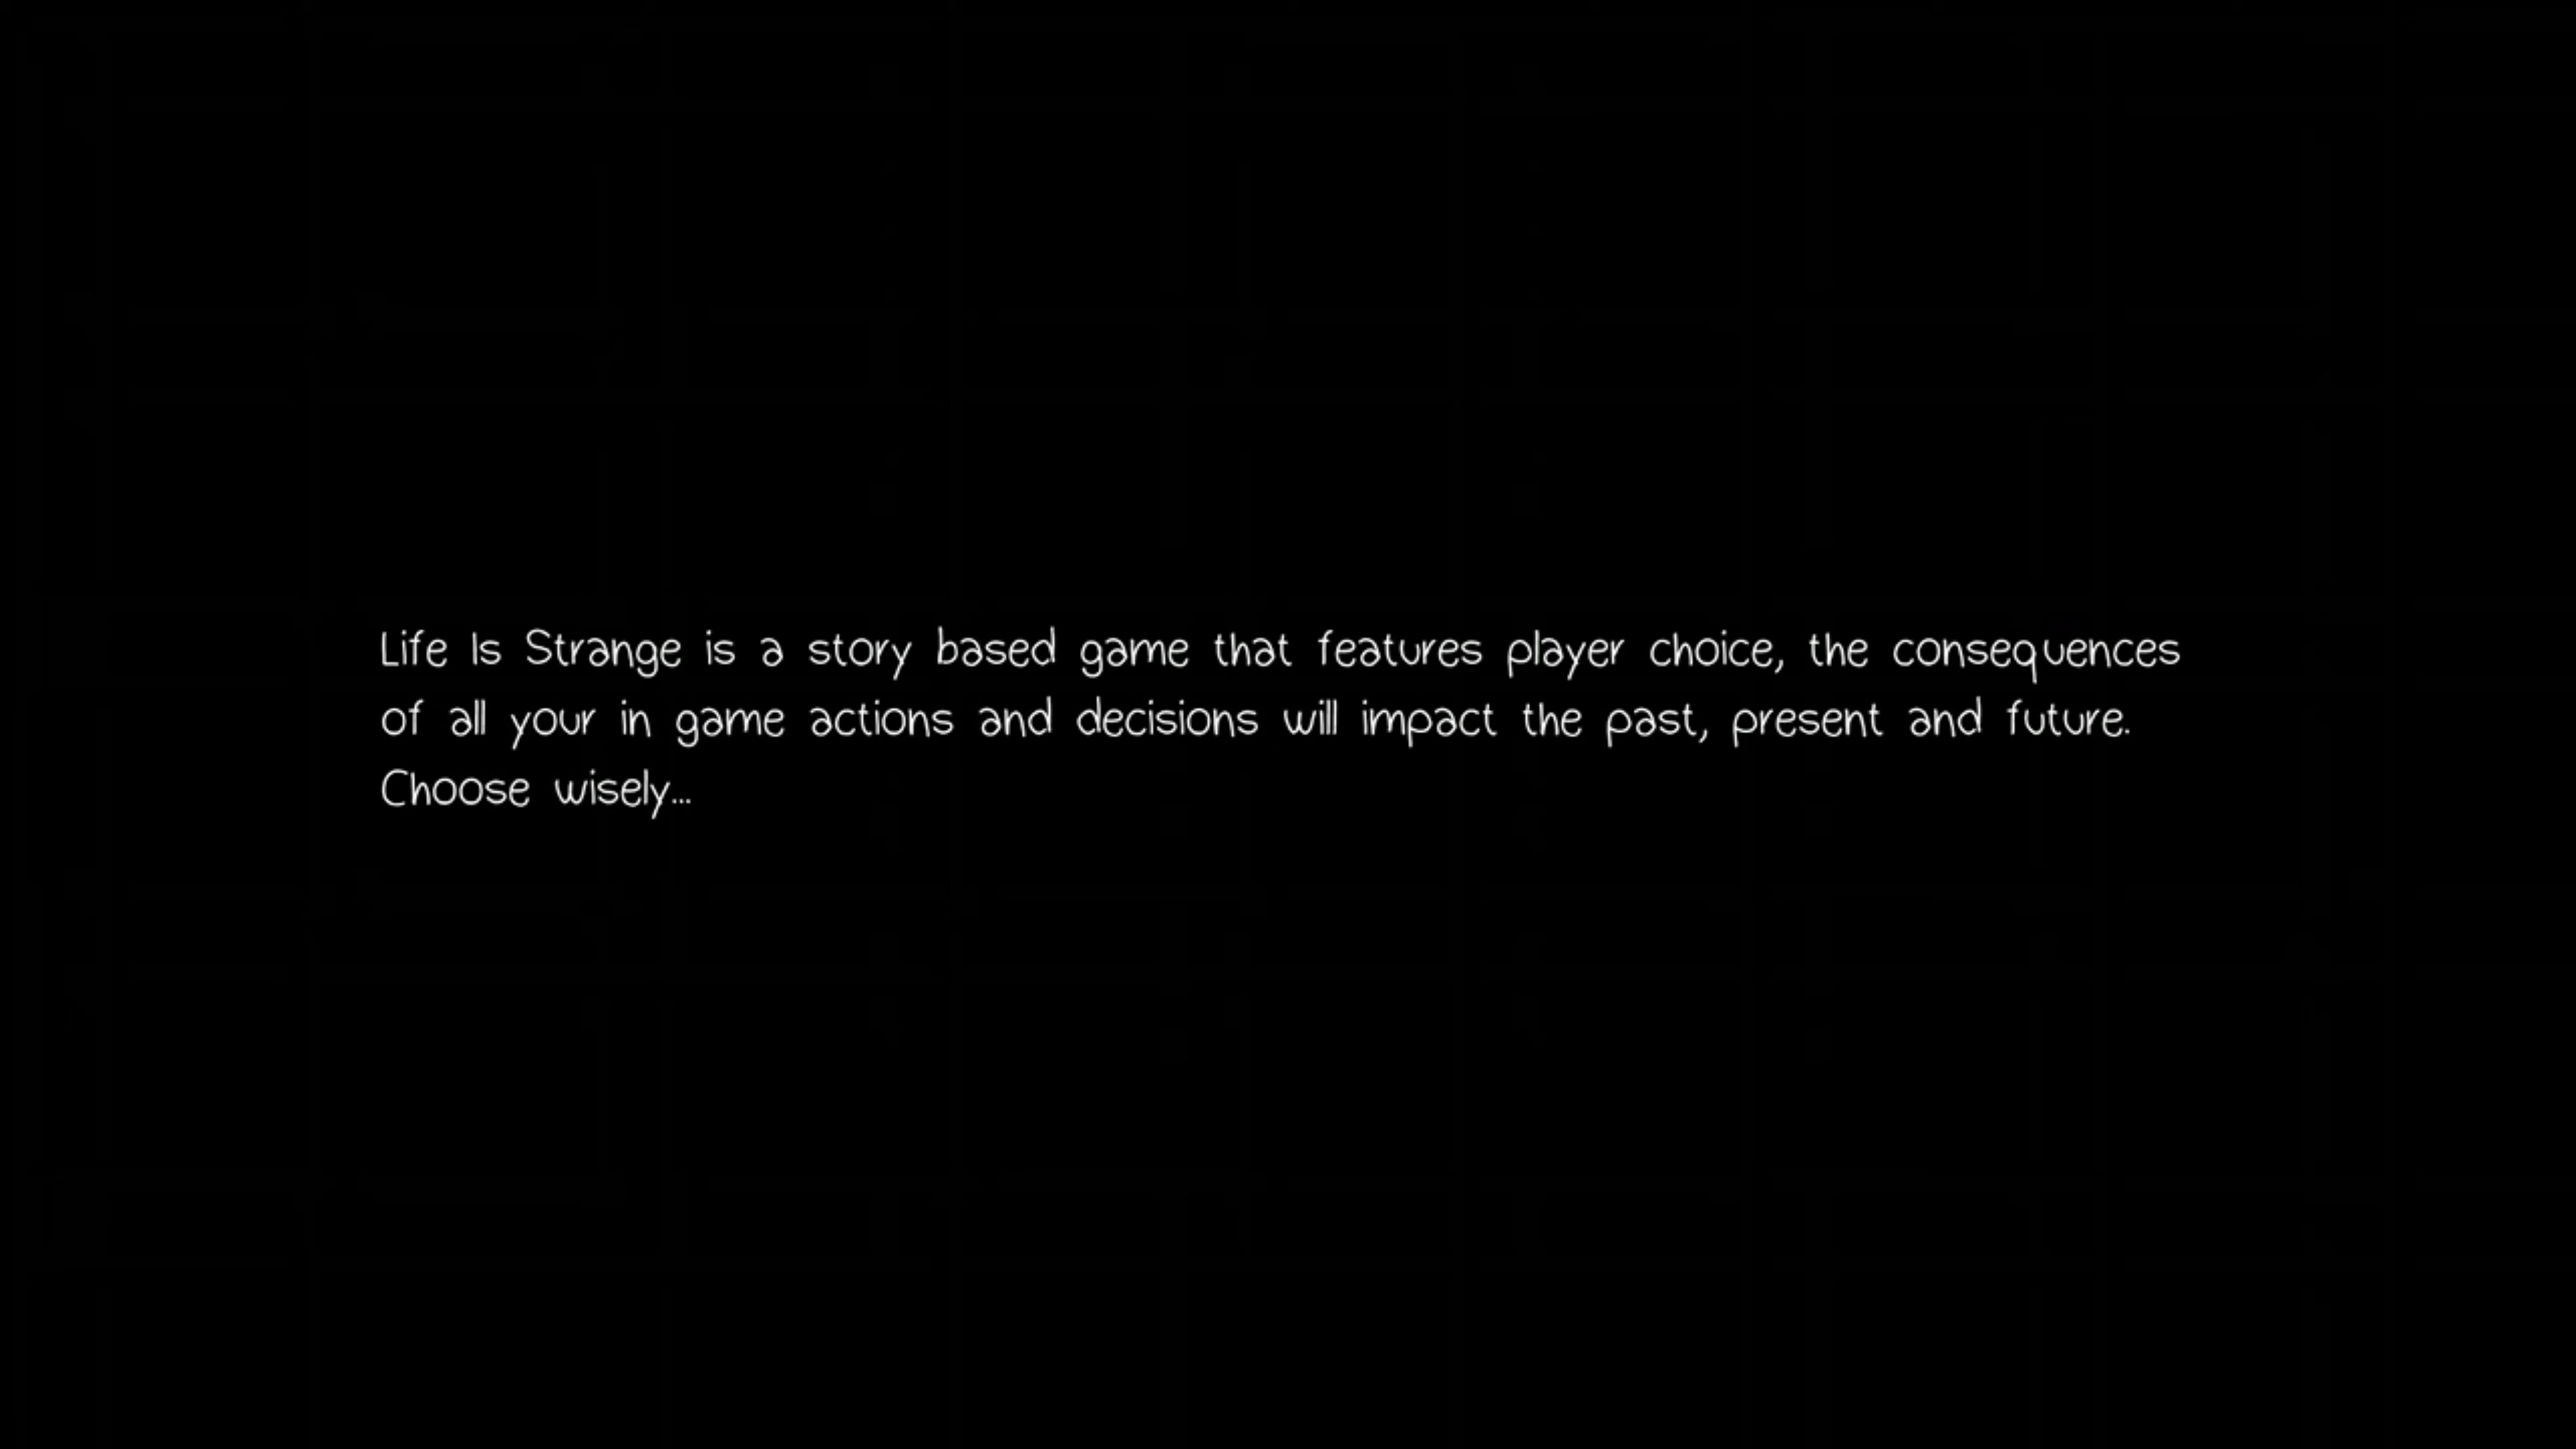 Life Is Strange is a story based game that features player choice, the consequences
of all your in game actions and decisions will impact the past, present and future.
Choose wisely...